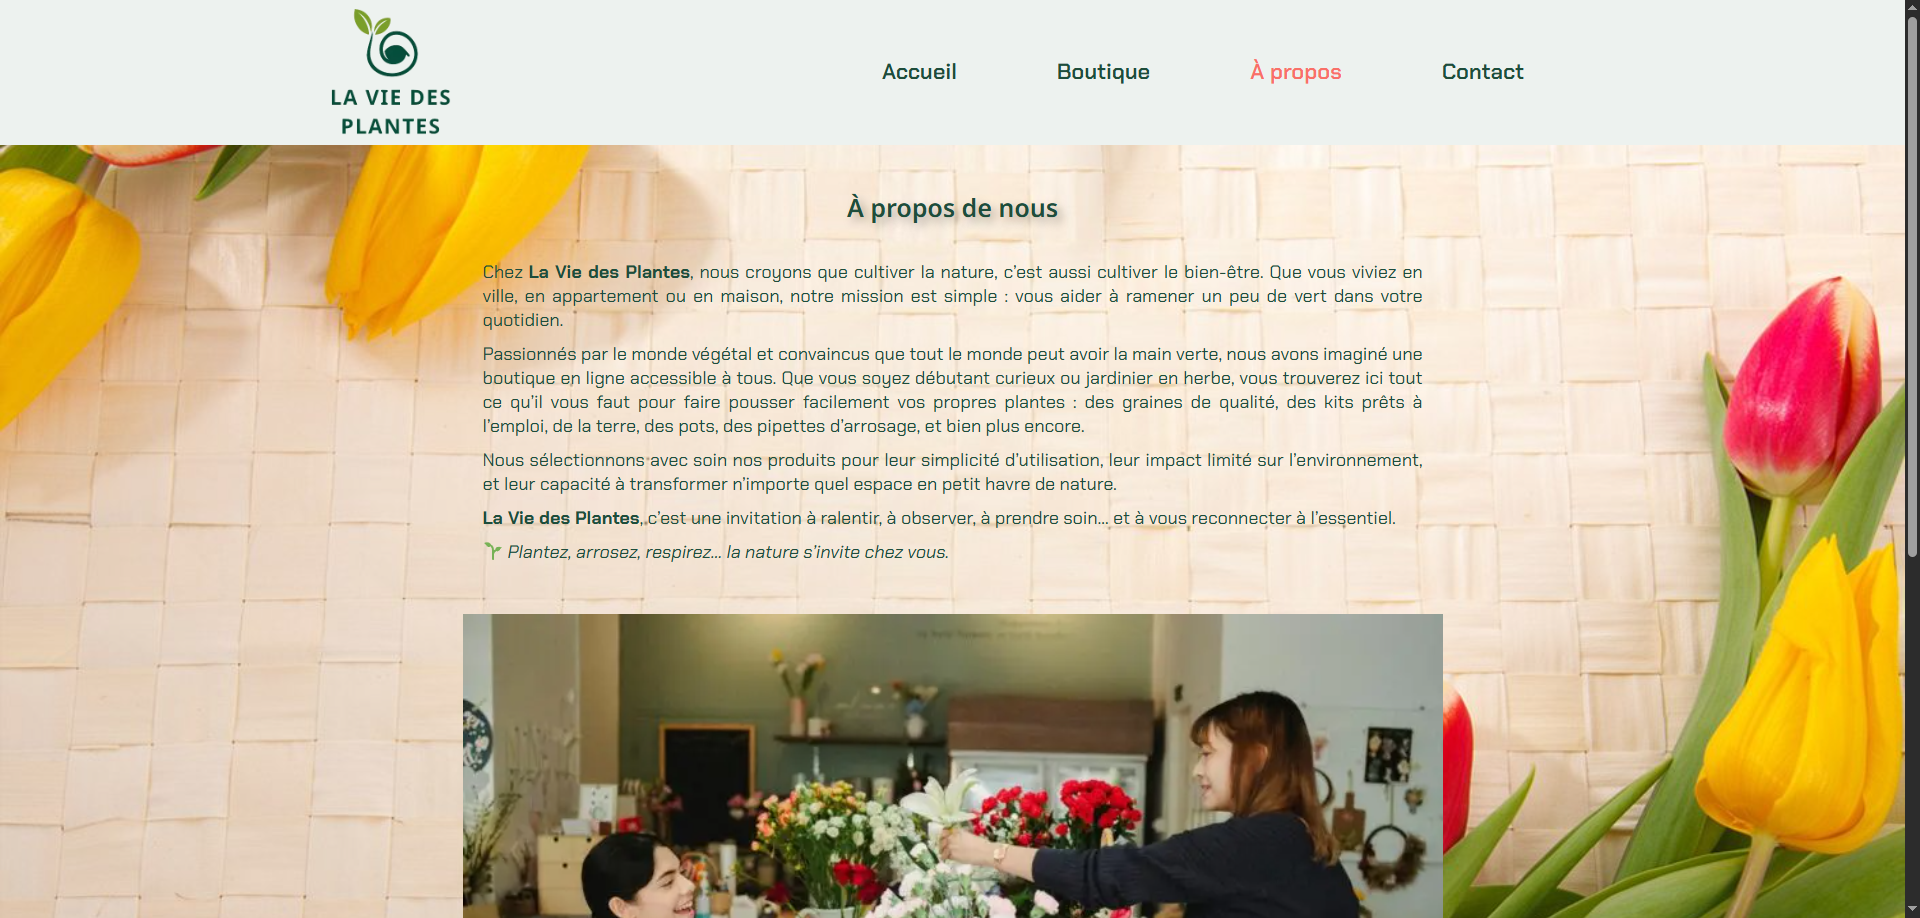 LA VIE DES
PLANTES
Accueil
Boutique
À propos
Contact
À propos de nous
Chez La Vie des Plantes, nous croyons que cultiver la nature, c’est aussi cultiver le bien-être. Que vous viviez en
ville, en appartement ou en maison, notre mission est simple : vous aider à ramener un peu de vert dans votre
quotidien.
Passionnés par le monde végétal et convaincus que tout le monde peut avoir la main verte, nous avons imaginé une
boutique en ligne accessible à tous. Que vous soyez débutant curieux ou jardinier en herbe, vous trouverez ici tout
ce qu’il vous faut pour faire pousser facilement vos propres plantes : des graines de qualité, des kits prêts à
l’emploi, de la terre, des pots, des pipettes d’arrosage, et bien plus encore.
Nous sélectionnons avec soin nos produits pour leur simplicité d’utilisation, leur impact limité sur l’environnement,
et leur capacité à transformer n’importe quel espace en petit havre de nature.
La Vie des Plantes, c’est une invitation à ralentir, à observer, à prendre soin… et à vous reconnecter à l’essentiel.
Plantez, arrosez, respirez… la nature s’invite chez vous.